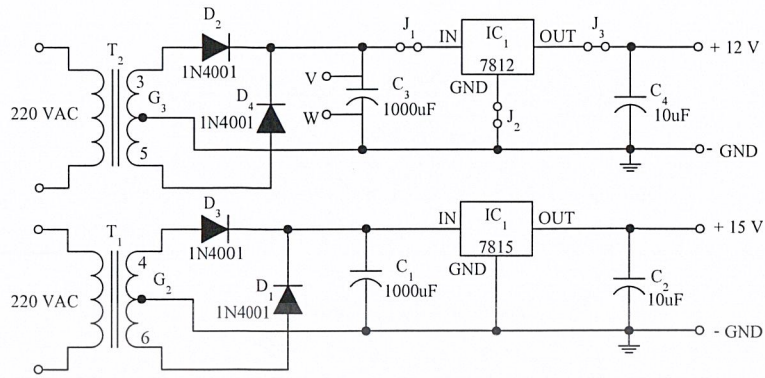 D2
T2
3
1N4001
G3
D4
1N4001
5
220 VAC
V
W
C3
1000uF
J1
IN
IC1
7812
OUT
GND
J2
J3
C4
10uF
+ 12 V
- GND
D3
T1
4
1N4001
G2
D1
1N4001
6
220 VAC
C1
1000uF
IN
IC1
7815
OUT
GND
C2
10uF
+ 15 V
- GND